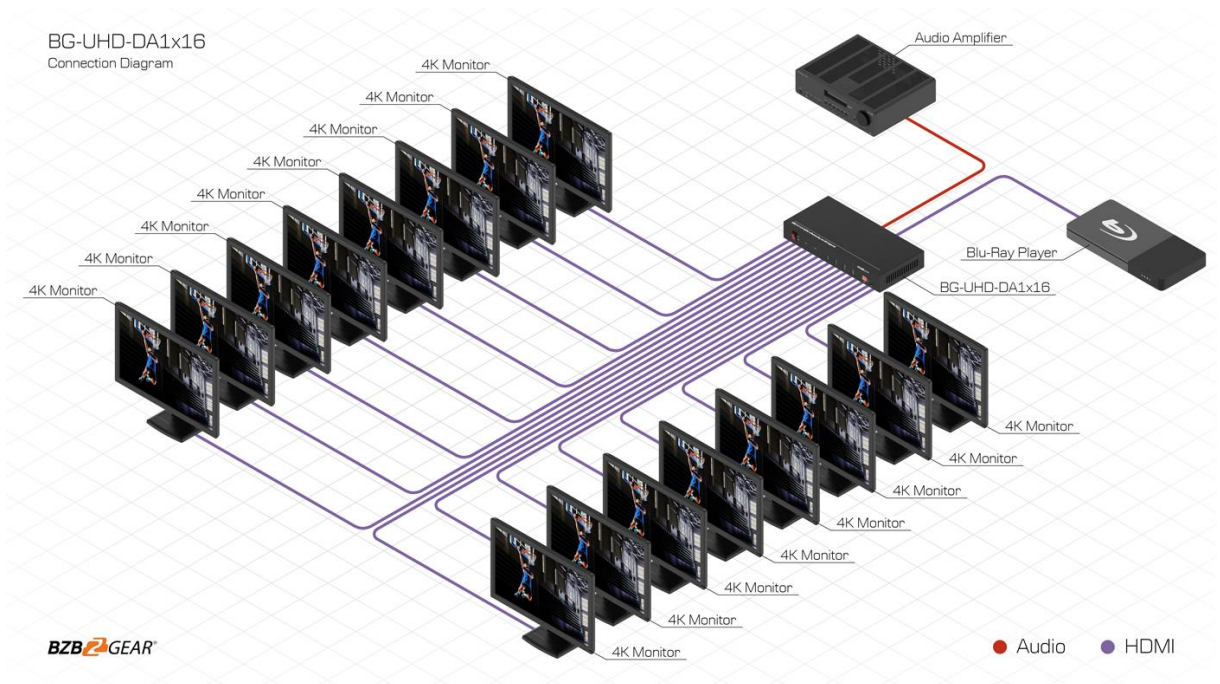 BG-UHD-DA1x16
Connection Diagram
Audio Amplifier
4K Monitor
4K Monitor
4K Monitor
4K Monitor
4K Monitor
4K Monitor
4K Monitor
4K Monitor
Blu-Ray Player
BG-UHD-DA1x16
4K Monitor
4K Monitor
4K Monitor
4K Monitor
4K Monitor
4K Monitor
4K Monitor
4K Monitor
BZBGEAR®
Audio
HDMI